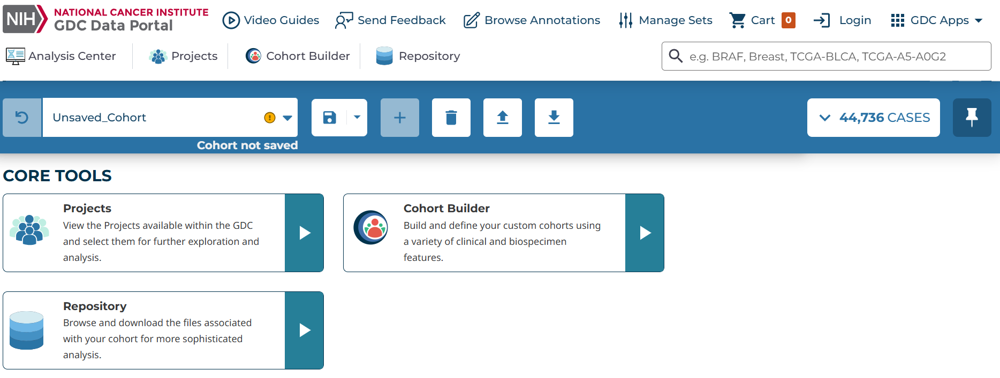 NIH NATIONAL CANCER INSTITUTE
GDC Data Portal
Video Guides
Send Feedback
Browse Annotations
Manage Sets
Cart 0
Login
GDC Apps
Analysis Center
Projects
Cohort Builder
Repository
e.g. BRAF, Breast, TCGA-BLCA, TCGA-A5-A0G2
Unsaved_Cohort
44,736 CASES
Cohort not saved
CORE TOOLS
Projects
View the Projects available within the GDC
and select them for further exploration and
analysis.
Cohort Builder
Build and define your custom cohorts using
a variety of clinical and biospecimen
features.
Repository
Browse and download the files associated
with your cohort for more sophisticated
analysis.